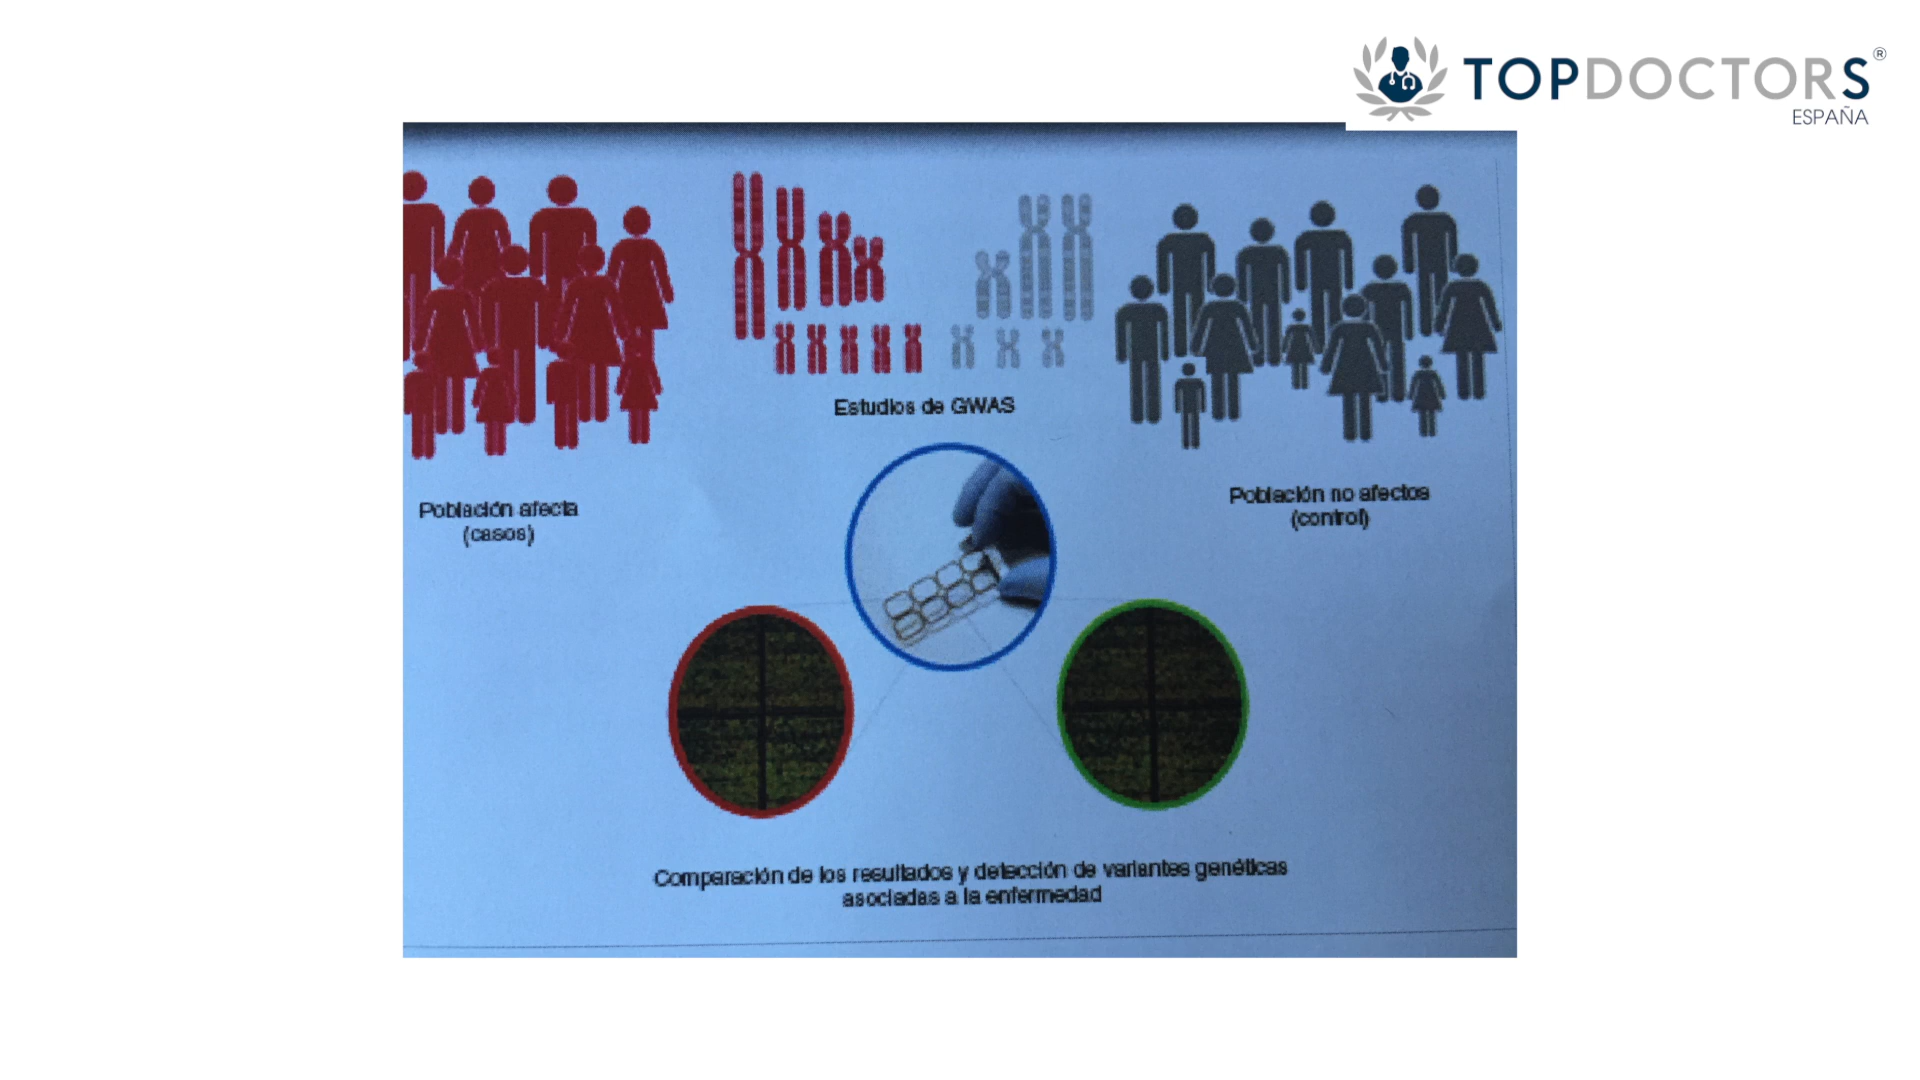 TOPDOCTORS®
ESPAÑA
Estudios de GWAS
Población afecta
(casos)
Población no afectos
(control)
Comparación de los resultados y detección de variantes genéticas
asociadas a la enfermedad